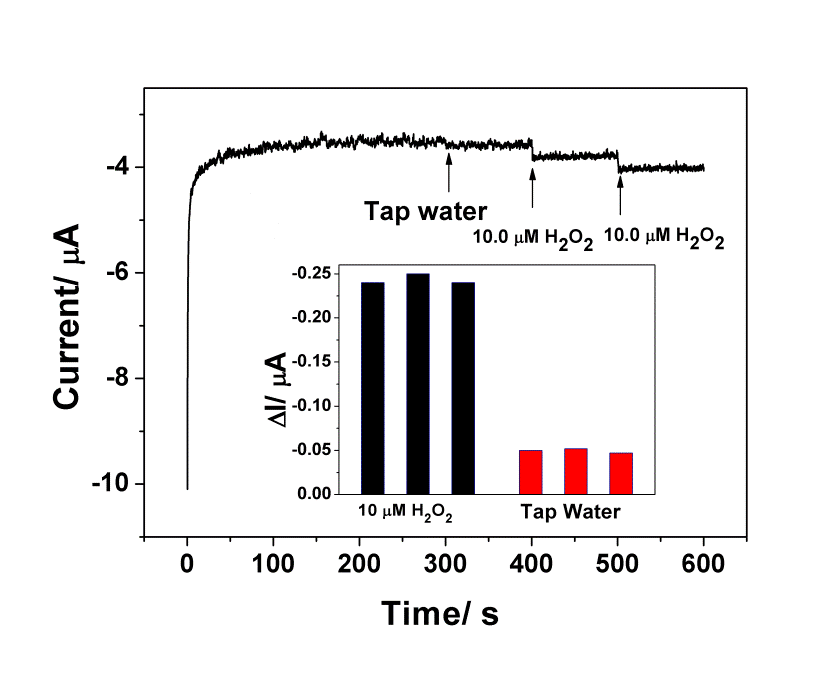 -4
-6
-8
-10
Current/ μA
Tap water
10.0 μM H₂O₂
10.0 μM H₂O₂
-0.25
-0.20
-0.15
-0.10
-0.05
0.00
ΔI/ μA
10 μM H₂O₂
Tap Water
0 100 200 300 400 500 600
Time/ s